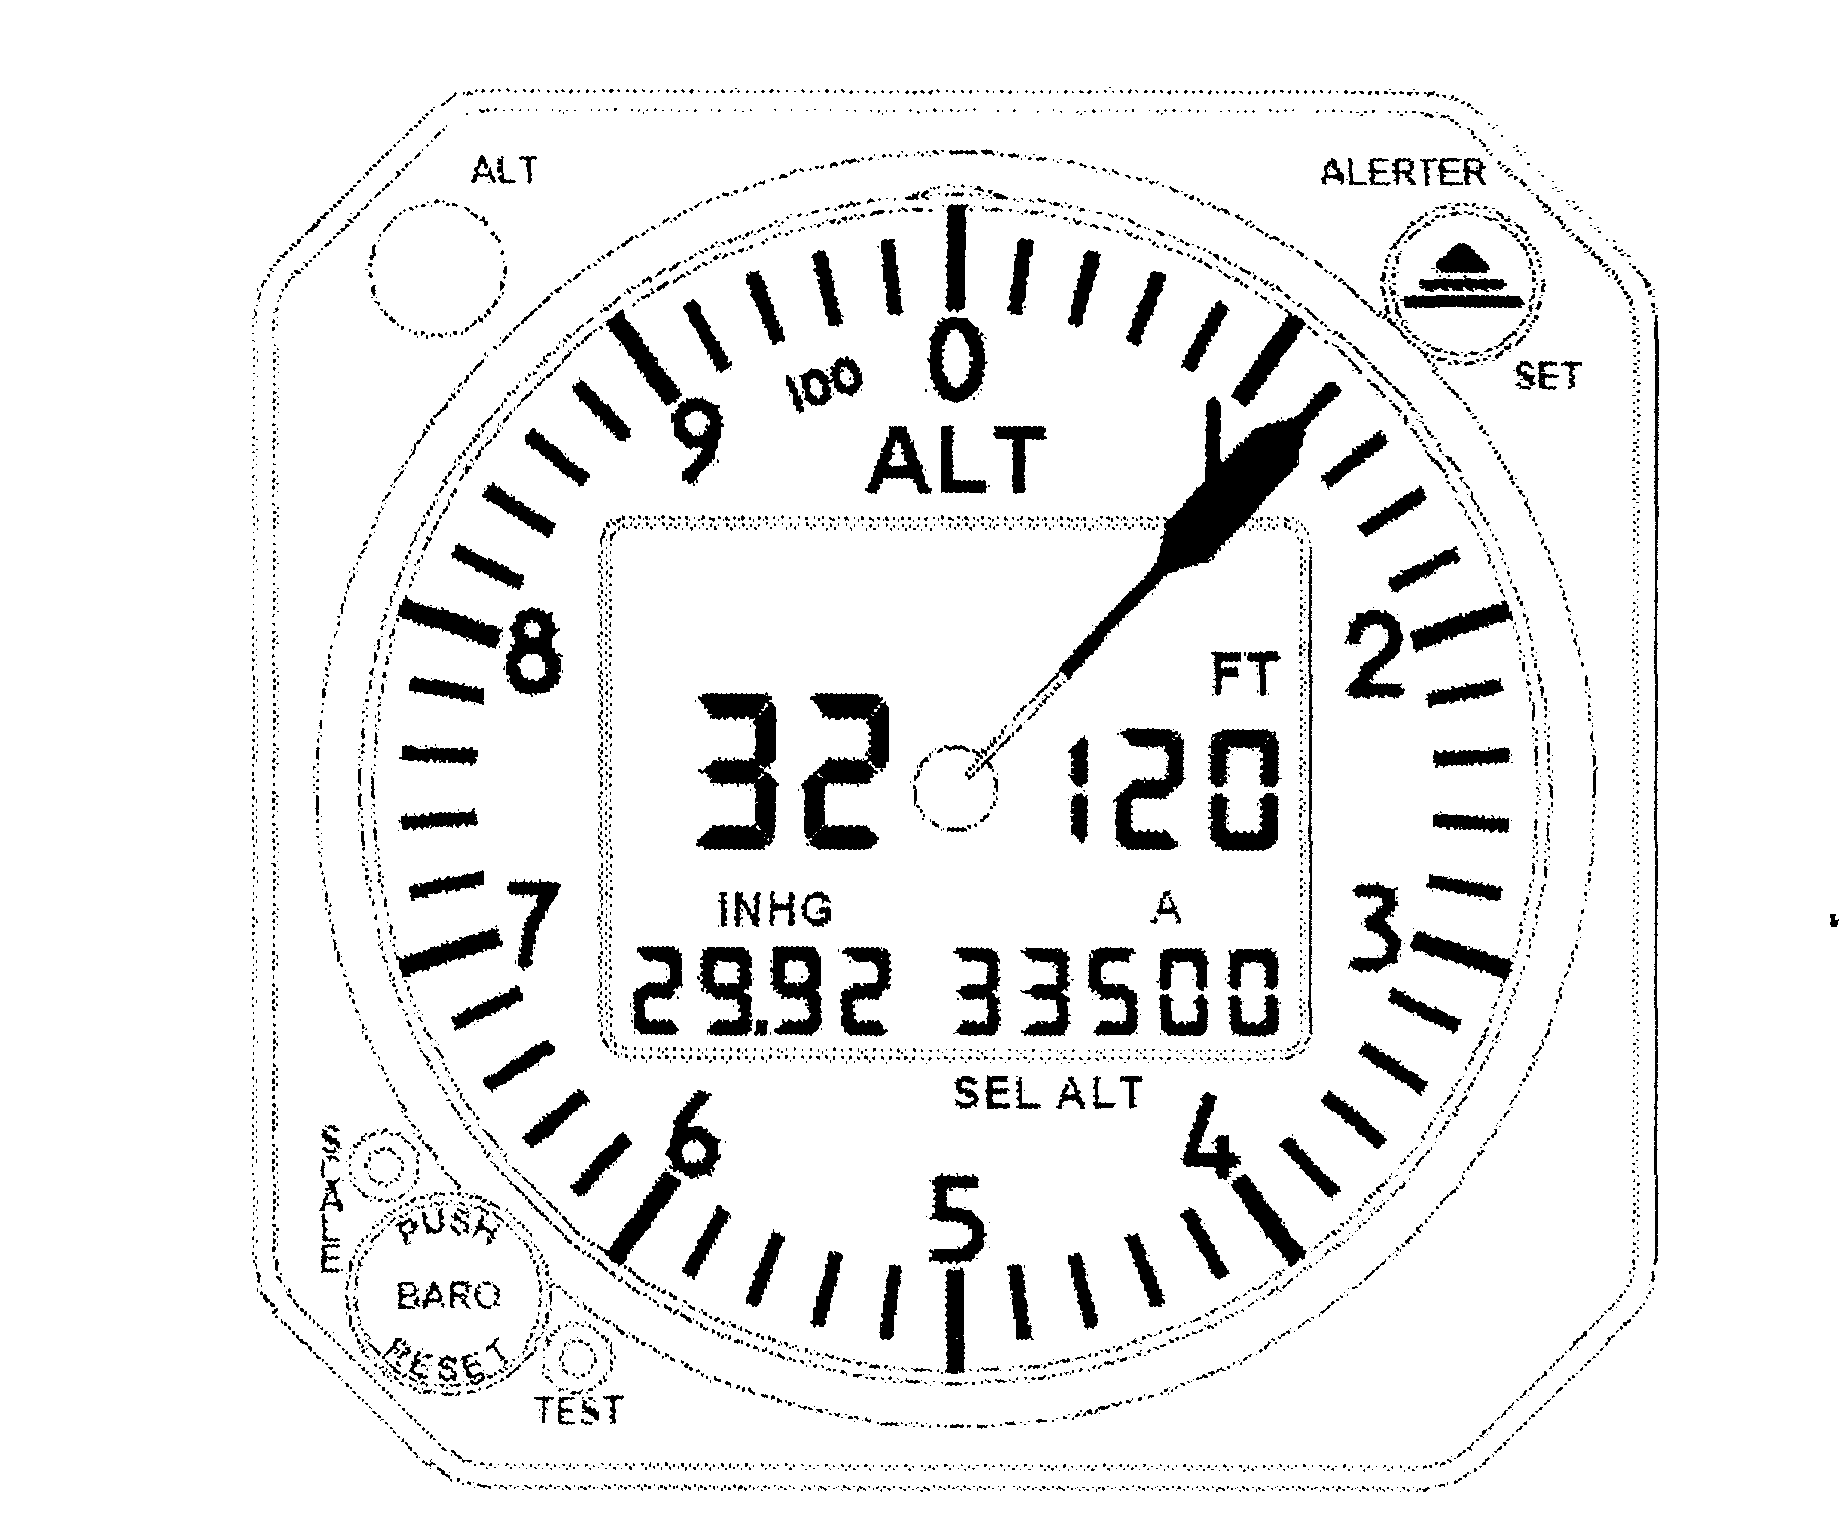 ALT
ALERTER
SET
0
100
9
1
ALT
8
2
FT
32 120
7
3
INHG A
29.92 33500
SEL ALT
6
4
5
SCALE
PUSH
BARO
RESET
TEST